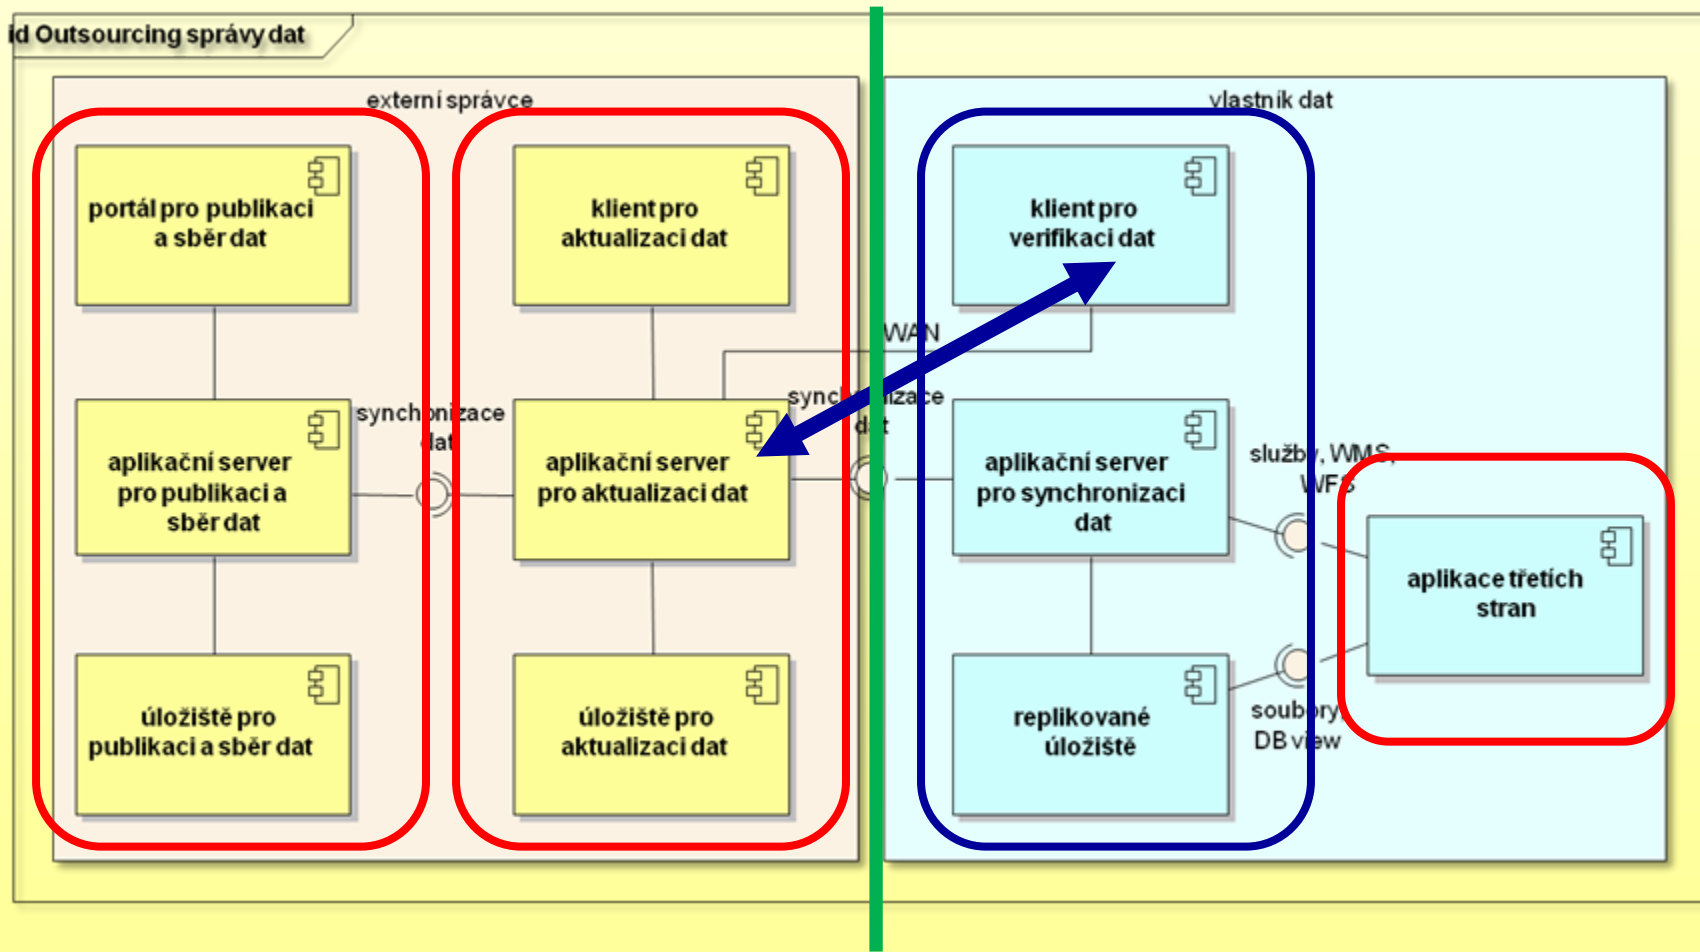 id Outsourcing správy dat
externí správce
vlastník dat
portál pro publikaci
a sběr dat
klient pro
aktualizaci dat
klient pro
verifikaci dat
WAN
synchonizace
dat
synchonizace
dat
aplikační server
pro publikaci a
sběr dat
aplikační server
pro aktualizaci dat
aplikační server
pro synchronizaci
dat
služby, WMS,
WFS
aplikace třetích
stran
úložiště pro
publikaci a sběr dat
úložiště pro
aktualizaci dat
replikované
úložiště
soubory,
DB view